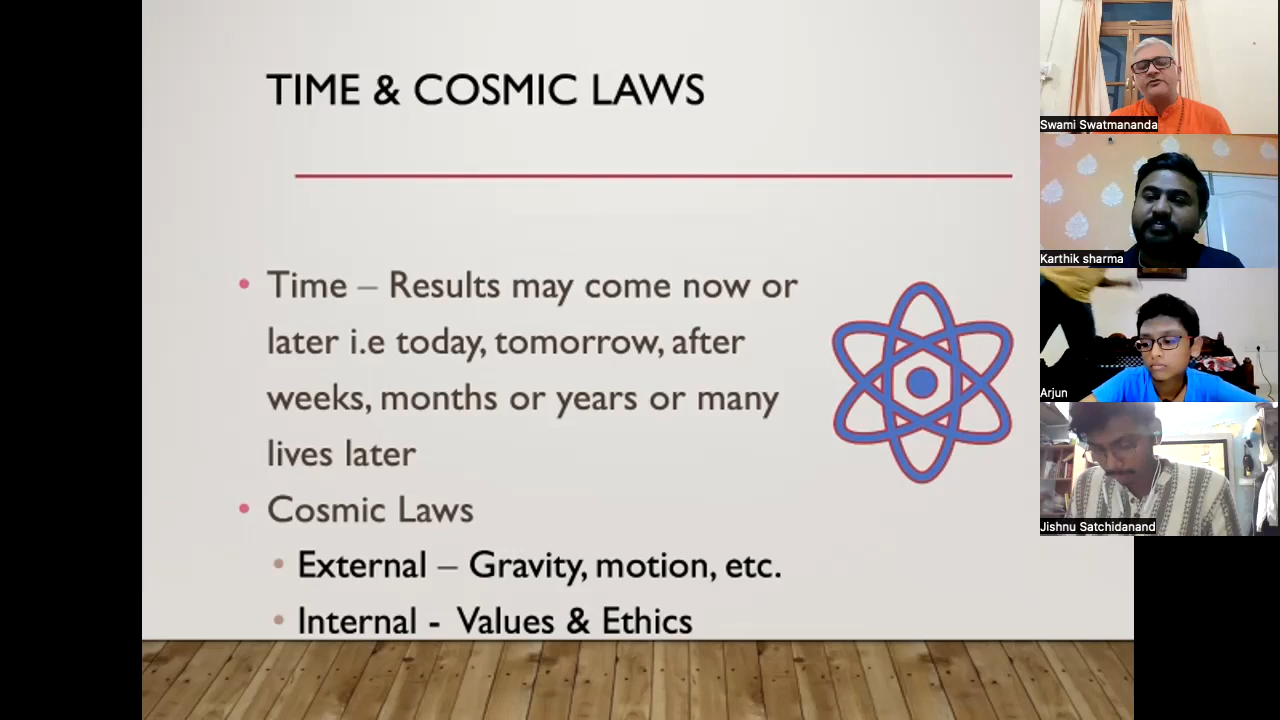 TIME & COSMIC LAWS
• Time – Results may come now or
later i.e today, tomorrow, after
weeks, months or years or many
lives later
• Cosmic Laws
• External – Gravity, motion, etc.
• Internal - Values & Ethics
Swami Swatmananda
Karthik sharma
Arjun
Jishnu Satchidanand